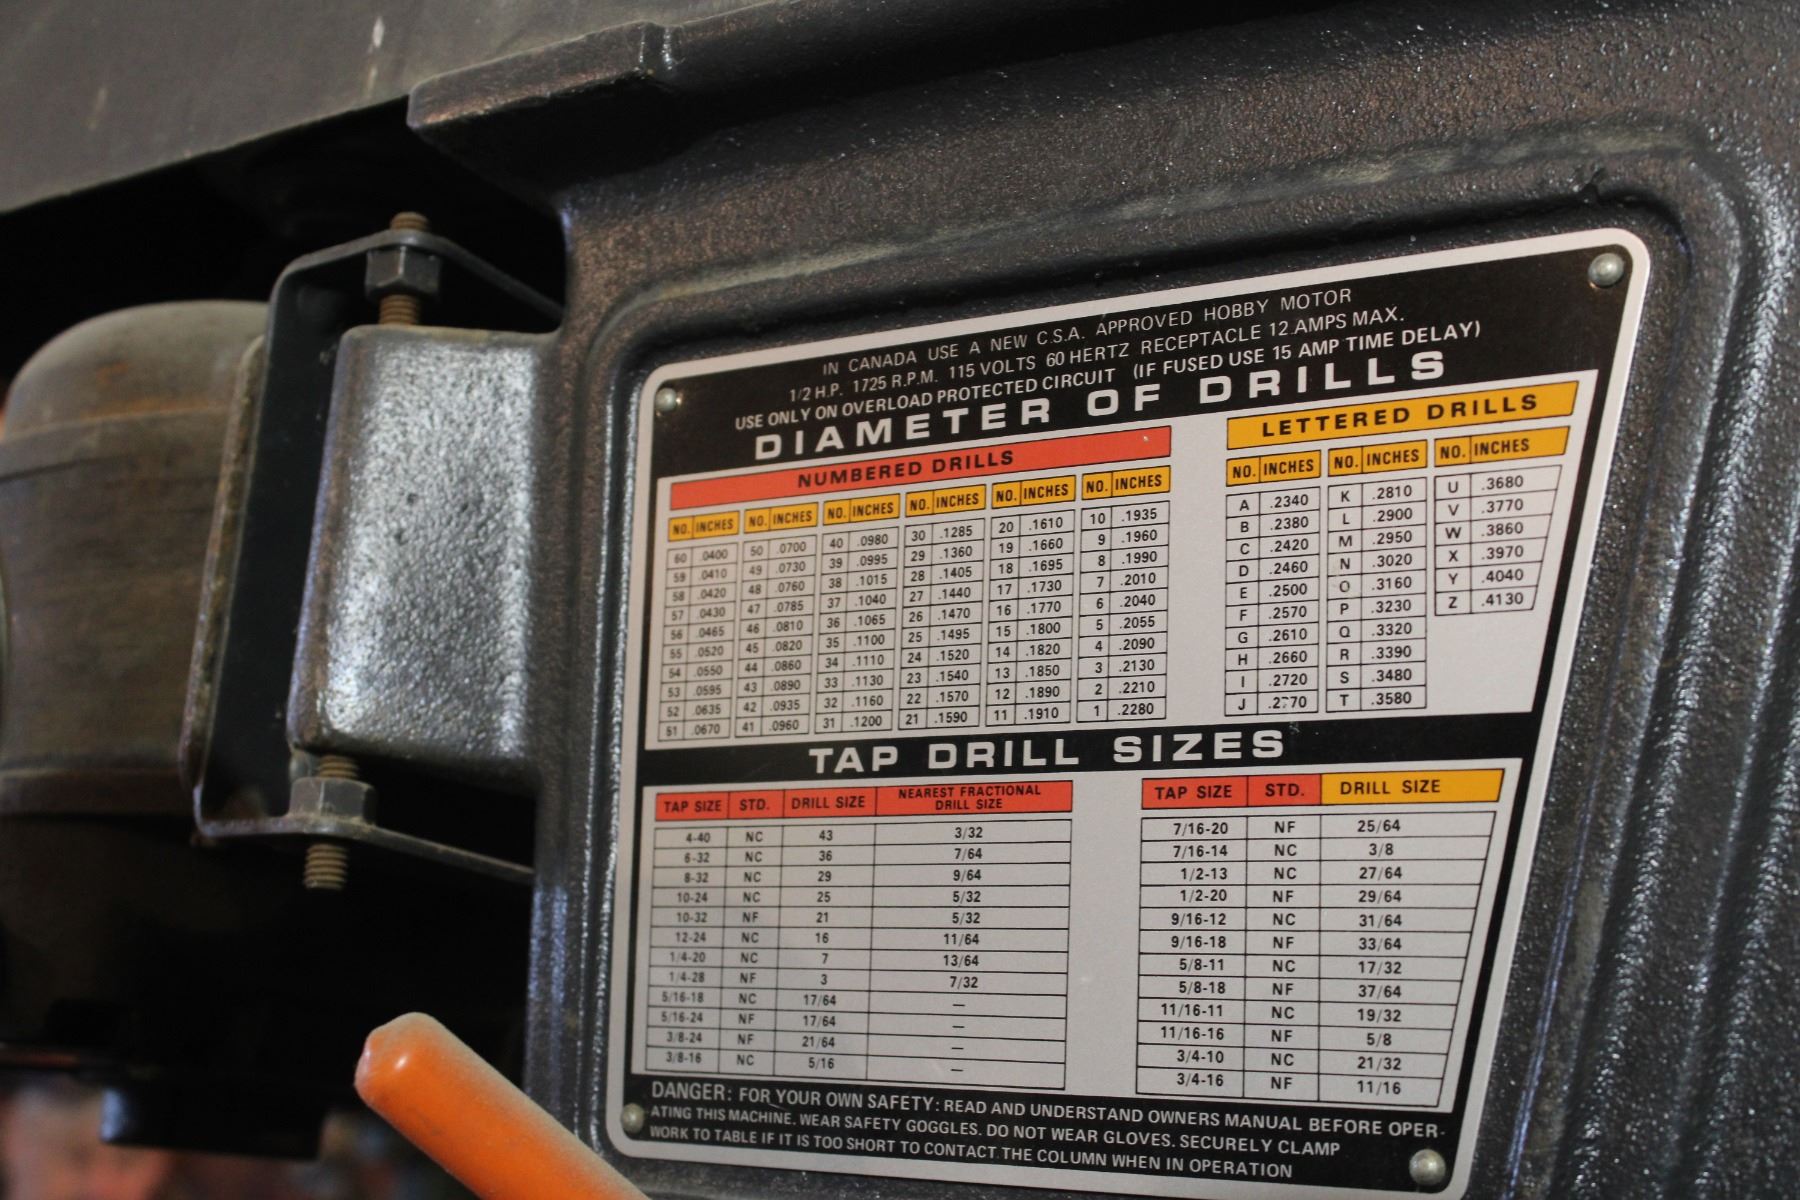 IN CANADA USE A NEW C.S.A. APPROVED HOBBY MOTOR
1/2 H.P. 1725 R.P.M. 115 VOLTS 60 HERTZ RECEPTACLE 12 AMPS MAX.
USE ONLY ON OVERLOAD PROTECTED CIRCUIT (IF FUSED USE 15 AMP TIME DELAY)
DIAMETER OF DRILLS
NUMBERED DRILLS
NO. INCHES NO. INCHES NO. INCHES NO. INCHES NO. INCHES NO. INCHES
60 .0400 50 .0700 40 .0980 30 .1285 20 .1610 10 .1935
59 .0410 49 .0730 39 .0995 29 .1360 19 .1660 9 .1960
58 .0420 48 .0760 38 .1015 28 .1405 18 .1695 8 .1990
57 .0430 47 .0785 37 .1040 27 .1440 17 .1730 7 .2010
56 .0465 46 .0810 36 .1065 26 .1470 16 .1770 6 .2040
55 .0520 45 .0820 35 .1100 25 .1495 15 .1800 5 .2055
54 .0550 44 .0860 34 .1110 24 .1520 14 .1820 4 .2090
53 .0595 43 .0890 33 .1130 23 .1540 13 .1850 3 .2130
52 .0635 42 .0935 32 .1160 22 .1570 12 .1890 2 .2210
51 .0670 41 .0960 31 .1200 21 .1590 11 .1910 1 .2280
LETTERED DRILLS
NO. INCHES NO. INCHES NO. INCHES
A .2340 K .2810 U .3680
B .2380 L .2900 V .3770
C .2420 M .2950 W .3860
D .2460 N .3020 X .3970
E .2500 O .3160 Y .4040
F .2570 P .3230 Z .4130
G .2610 Q .3320
H .2660 R .3390
I .2720 S .3480
J .2770 T .3580
TAP DRILL SIZES
TAP SIZE STD. DRILL SIZE NEAREST FRACTIONAL DRILL SIZE
4-40 NC 43 3/32
6-32 NC 36 7/64
8-32 NC 29 9/64
10-24 NC 25 5/32
10-32 NF 21 5/32
12-24 NC 16 11/64
1/4-20 NC 7 13/64
1/4-28 NF 3 7/32
5/16-18 NC 17/64 —
5/16-24 NF 17/64 —
3/8-24 NF 21/64 —
3/8-16 NC 5/16 —
TAP SIZE STD. DRILL SIZE
7/16-20 NF 25/64
7/16-14 NC 3/8
1/2-13 NC 27/64
1/2-20 NF 29/64
9/16-12 NC 31/64
9/16-18 NF 33/64
5/8-11 NC 17/32
5/8-18 NF 37/64
11/16-11 NC 19/32
11/16-16 NF 5/8
3/4-10 NC 21/32
3/4-16 NF 11/16
DANGER: FOR YOUR OWN SAFETY: READ AND UNDERSTAND OWNERS MANUAL BEFORE OPER-
ATING THIS MACHINE. WEAR SAFETY GOGGLES. DO NOT WEAR GLOVES. SECURELY CLAMP
WORK TO TABLE IF IT IS TOO SHORT TO CONTACT THE COLUMN WHEN IN OPERATION